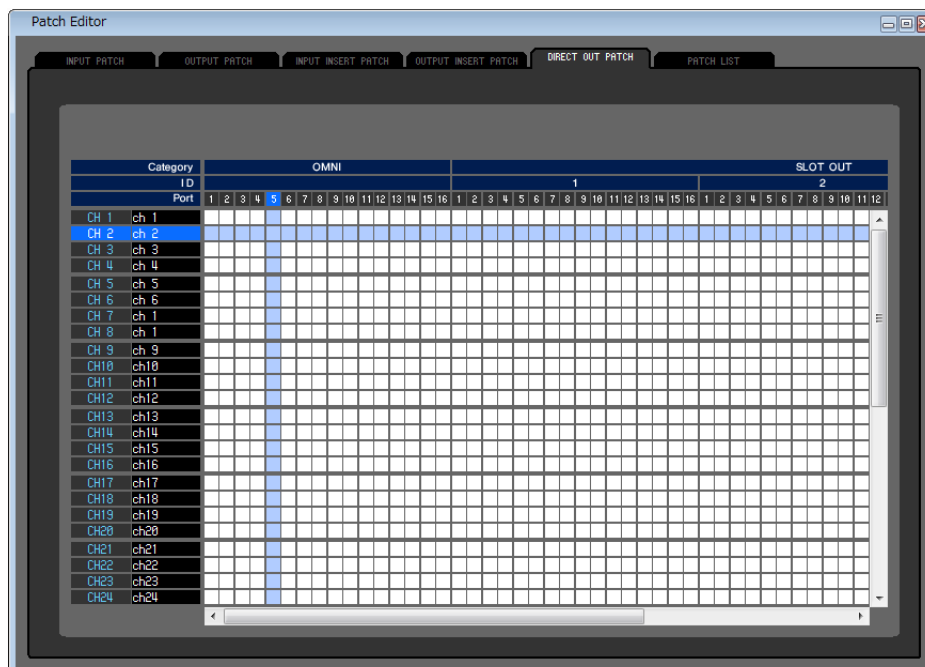 Patch Editor
INPUT PATCH OUTPUT PATCH INPUT INSERT PATCH OUTPUT INSERT PATCH DIRECT OUT PATCH PATCH LIST
Category OMNI SLOT OUT
ID 1 2
Port 1 2 3 4 5 6 7 8 9 10 11 12 13 14 15 16 1 2 3 4 5 6 7 8 9 10 11 12 13 14 15 16 1 2 3 4 5 6 7 8 9 10 11 12
CH 1 ch 1
CH 2 ch 2
CH 3 ch 3
CH 4 ch 4
CH 5 ch 5
CH 6 ch 6
CH 7 ch 1
CH 8 ch 1
CH 9 ch 9
CH10 ch10
CH11 ch11
CH12 ch12
CH13 ch13
CH14 ch14
CH15 ch15
CH16 ch16
CH17 ch17
CH18 ch18
CH19 ch19
CH20 ch20
CH21 ch21
CH22 ch22
CH23 ch23
CH24 ch24